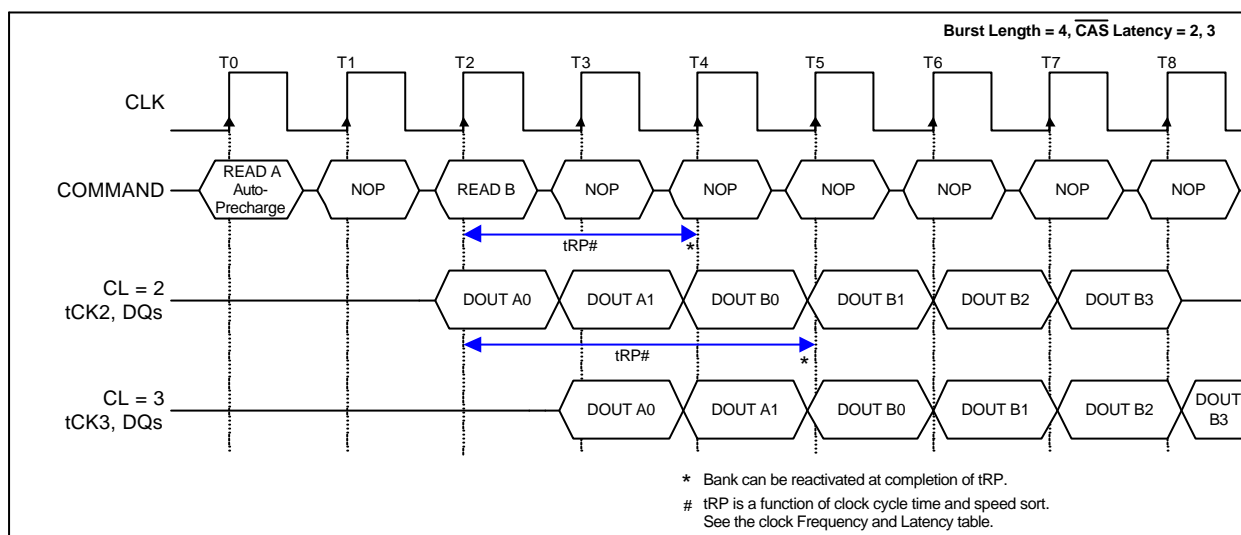 Burst Length = 4, CAS Latency = 2, 3
T0 T1 T2 T3 T4 T5 T6 T7 T8
CLK
COMMAND
READ A
Auto-
Precharge
NOP
READ B
NOP
NOP
NOP
NOP
NOP
NOP
tRP#
*
CL = 2
tCK2, DQs
DOUT A0
DOUT A1
DOUT B0
DOUT B1
DOUT B2
DOUT B3
tRP#
*
CL = 3
tCK3, DQs
DOUT A0
DOUT A1
DOUT B0
DOUT B1
DOUT B2
DOUT
B3
* Bank can be reactivated at completion of tRP.
# tRP is a function of clock cycle time and speed sort.
See the clock Frequency and Latency table.